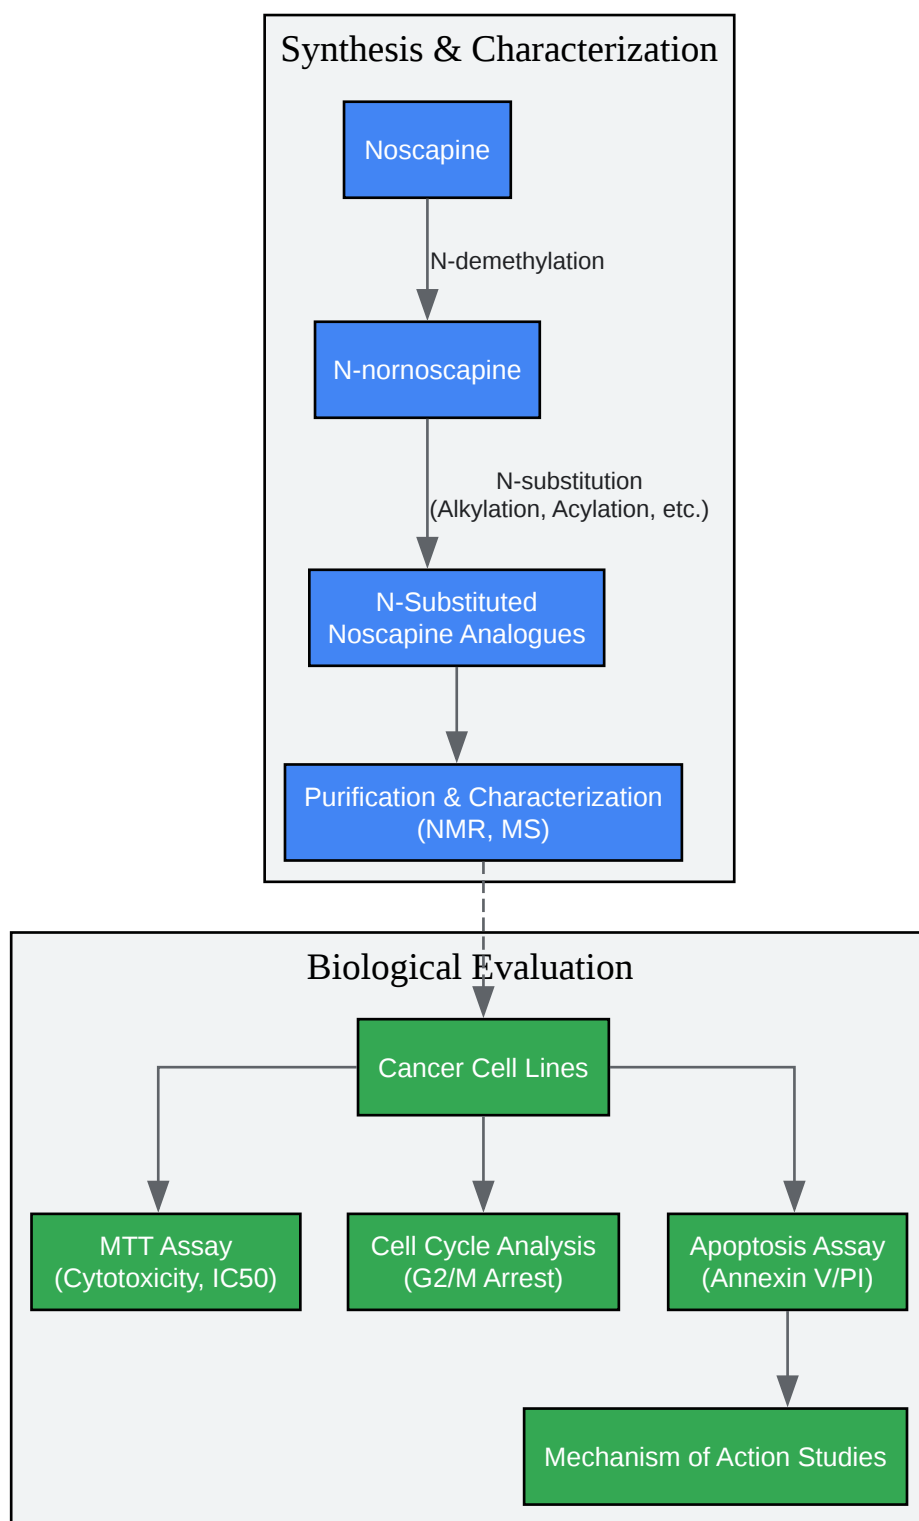 Synthesis & Characterization
Noscapine
N-demethylation
N-nornoscapine
N-substitution
(Alkylation, Acylation, etc.)
N-Substituted
Noscapine Analogues
Purification & Characterization
(NMR, MS)
Biological Evaluation
Cancer Cell Lines
MTT Assay
(Cytotoxicity, IC50)
Cell Cycle Analysis
(G2/M Arrest)
Apoptosis Assay
(Annexin V/PI)
Mechanism of Action Studies